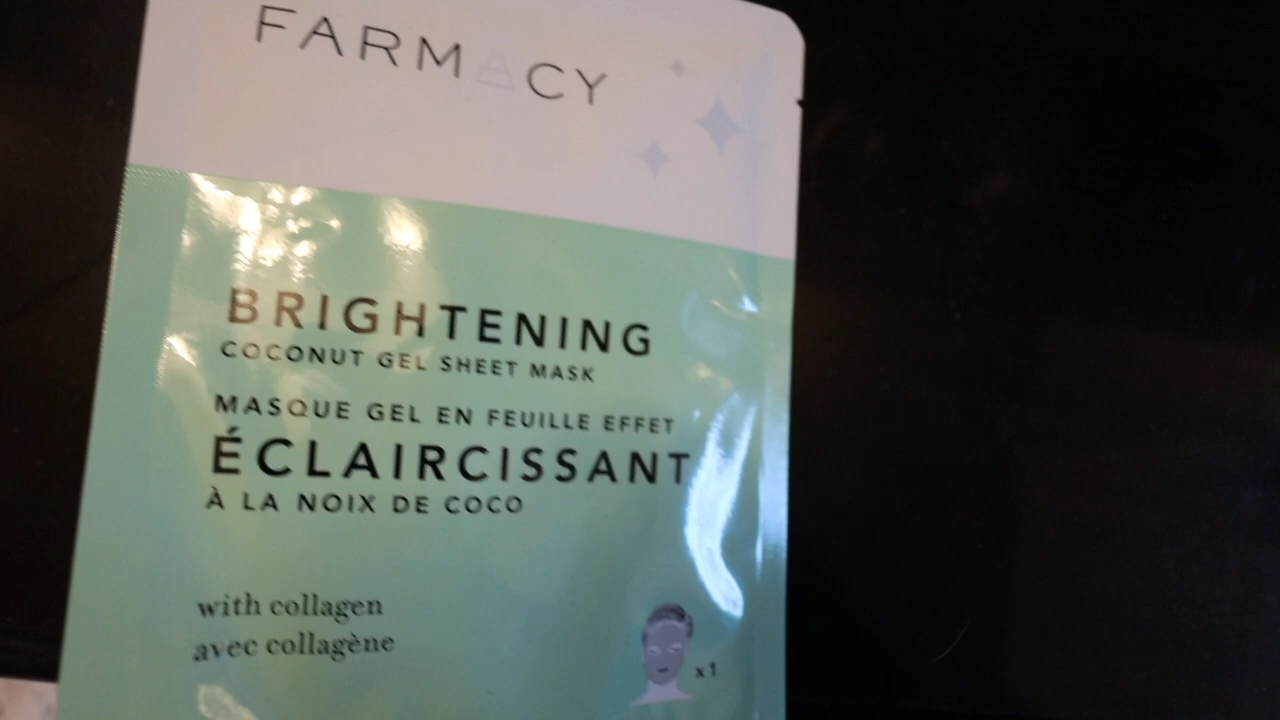 FARMACY
BRIGHTENING
COCONUT GEL SHEET MASK
MASQUE GEL EN FEUILLE EFFET
ÉCLAIRCISSANT
À LA NOIX DE COCO
with collagen
avec collagène
x1